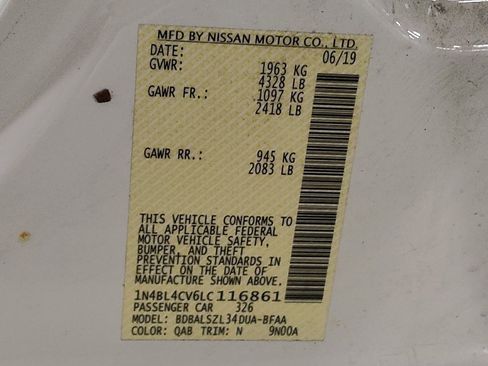 MFD BY NISSAN MOTOR CO., LTD.
DATE: 06/19
GVWR: 1963 KG
4328 LB
GAWR FR.: 1097 KG
2418 LB
GAWR RR.: 945 KG
2083 LB
THIS VEHICLE CONFORMS TO
ALL APPLICABLE FEDERAL
MOTOR VEHICLE SAFETY,
BUMPER, AND THEFT
PREVENTION STANDARDS IN
EFFECT ON THE DATE OF
MANUFACTURE SHOWN ABOVE.
1N4BL4CV6LC116861
PASSENGER CAR 326
MODEL: BDBALSZL34DUA-BFAA
COLOR: QAB TRIM: N 9N00A